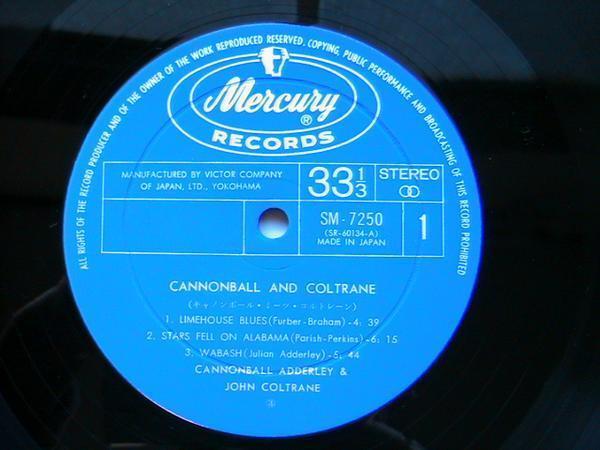 ALL RIGHTS OF THE RECORD PRODUCER AND OF THE OWNER OF THE WORK REPRODUCED RESERVED. COPYING, PUBLIC PERFORMANCE AND BROADCASTING OF THIS RECORD PROHIBITED
Mercury®
RECORDS
MANUFACTURED BY VICTOR COMPANY
OF JAPAN, LTD., YOKOHAMA
33 1/3
STEREO
SM-7250
(SR-60134-A)
MADE IN JAPAN
1
CANNONBALL AND COLTRANE
(キャノンボール・ミーツ・コルトレーン)
1. LIMEHOUSE BLUES (Furber-Braham)-4: 39
2. STARS FELL ON ALABAMA (Parish-Perkins)-6: 15
3. WABASH (Julian Adderley)-5: 44
CANNONBALL ADDERLEY &
JOHN COLTRANE